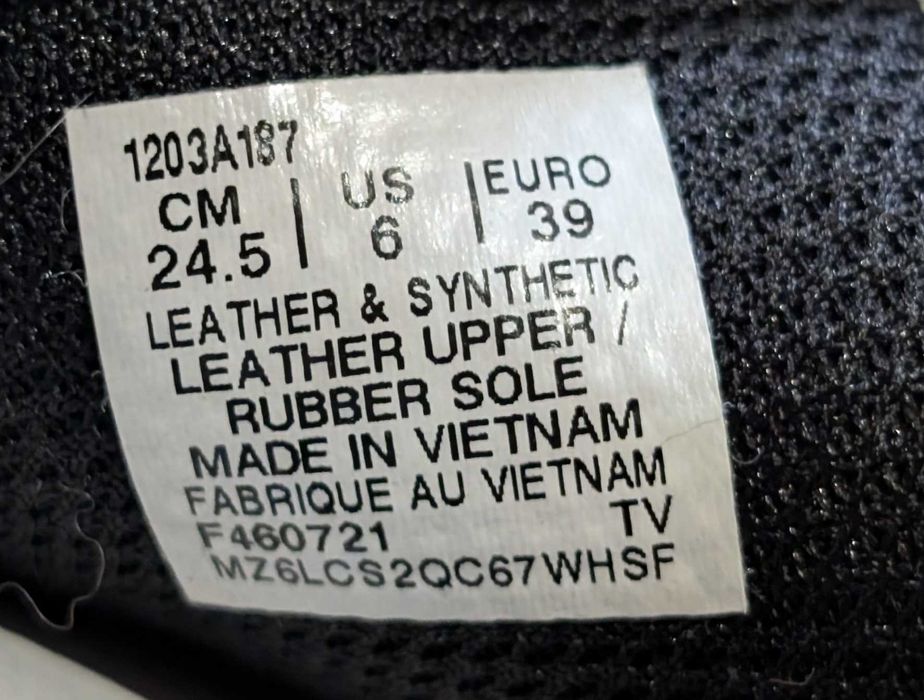 1203A187
CM | US | EURO
24.5 | 6 | 39
LEATHER & SYNTHETIC
LEATHER UPPER /
RUBBER SOLE
MADE IN VIETNAM
FABRIQUE AU VIETNAM
F460721 TV
MZ6LCS2QC67WHSF